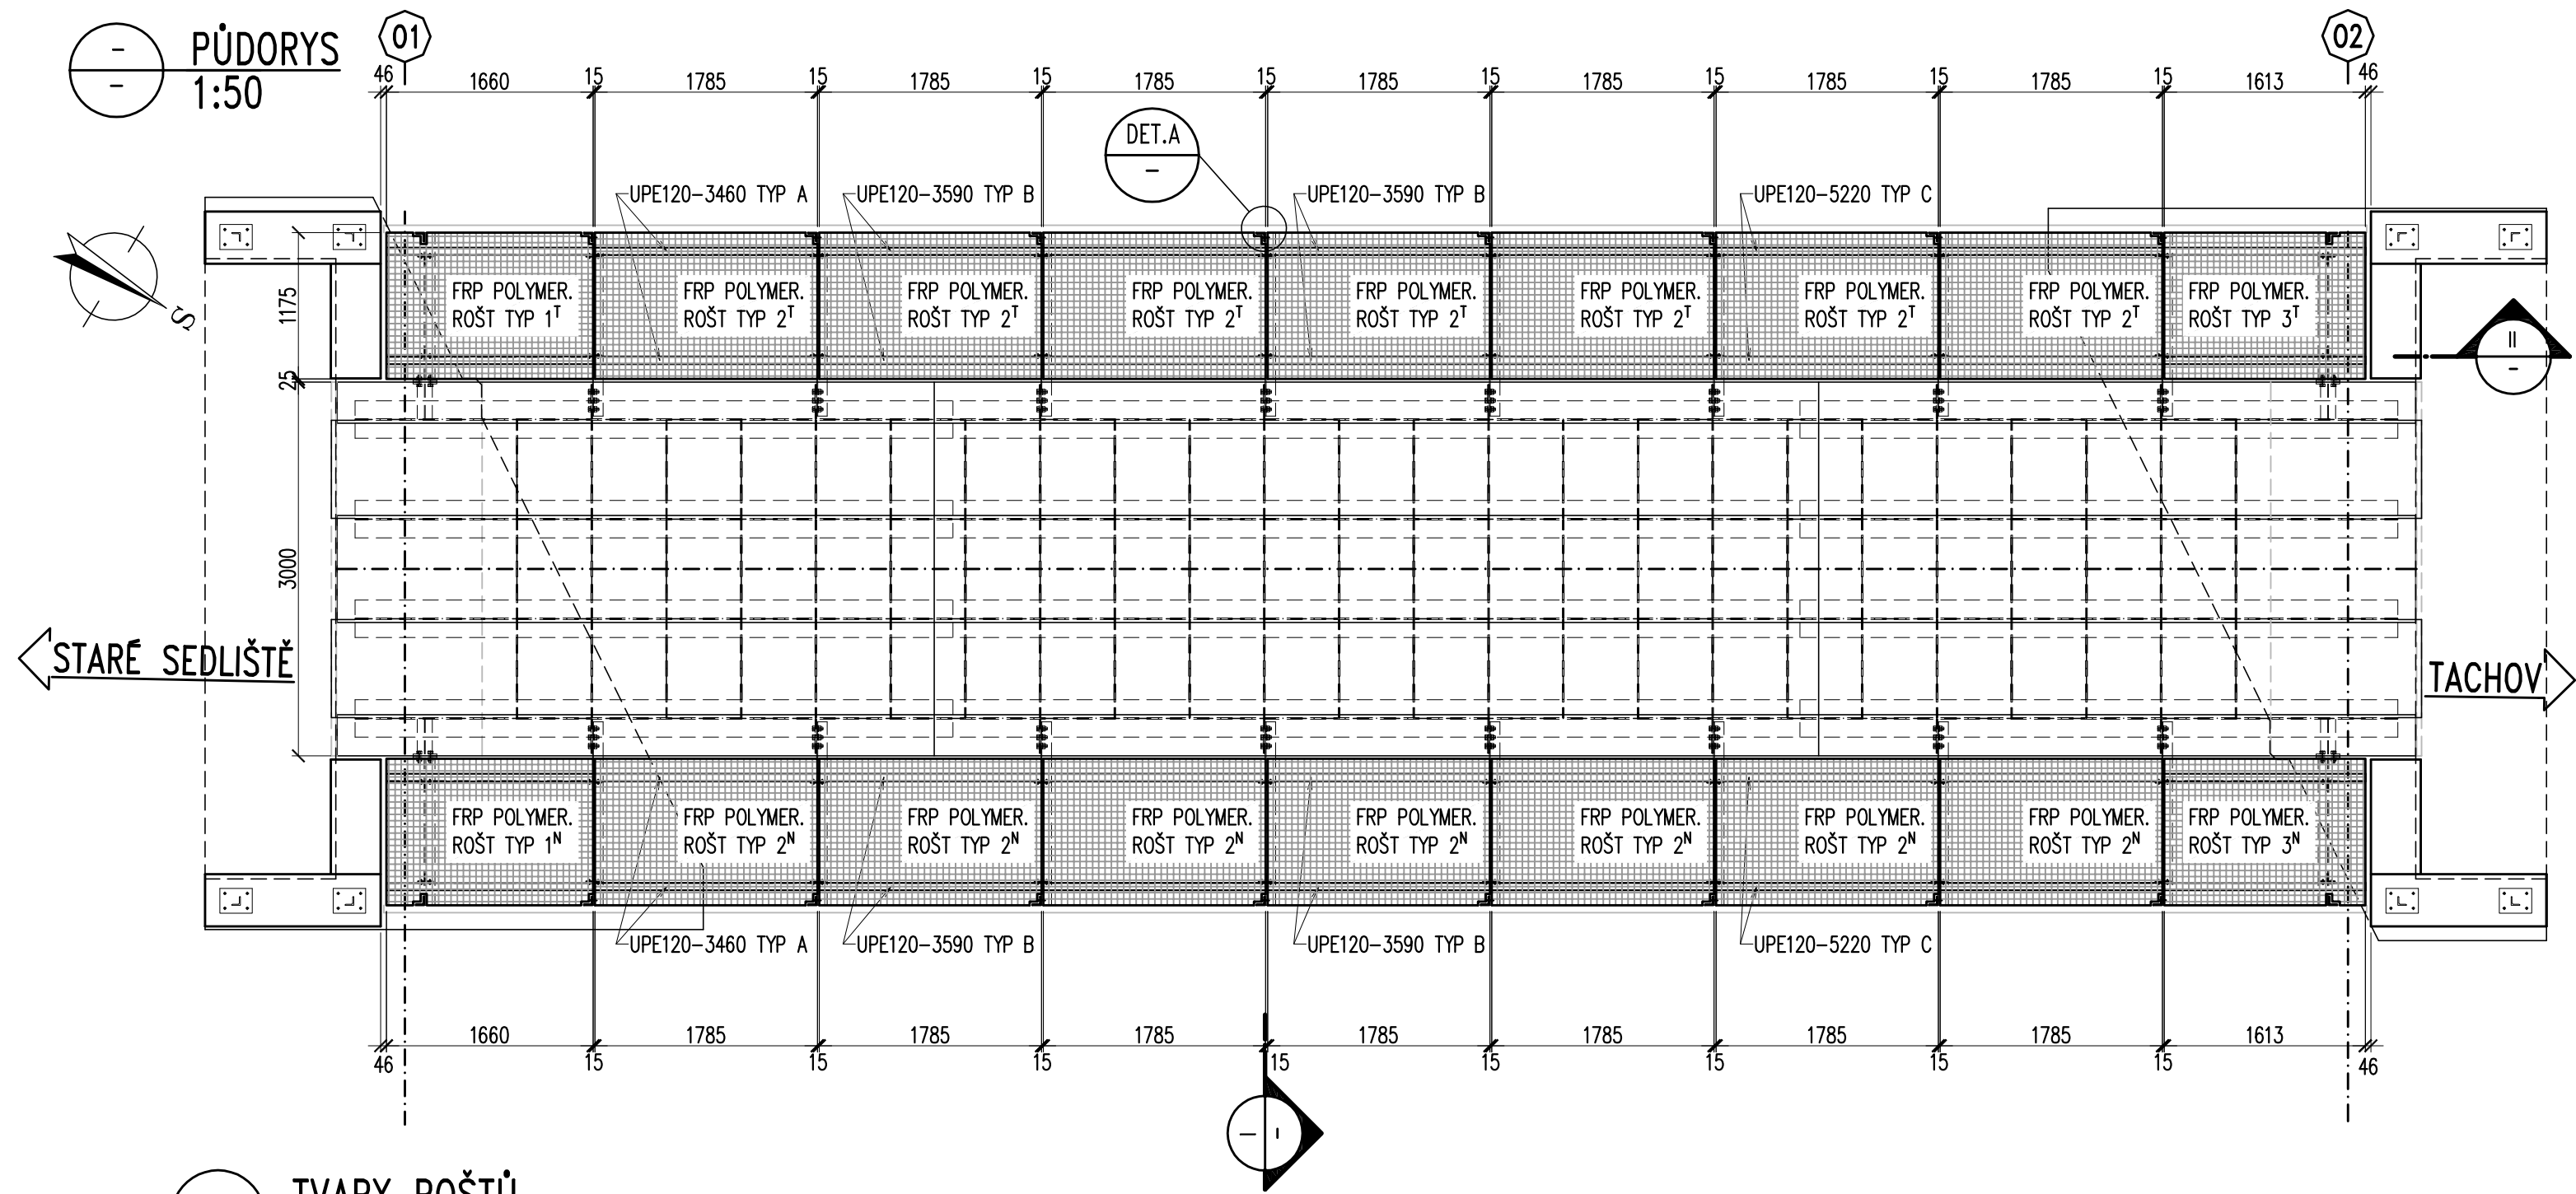 -
PŮDORYS
-
1:50
01
02
46 1660 15 1785 15 1785 15 1785 15 1785 15 1785 15 1785 15 1785 15 1613 46
DET.A
-
UPE120-3460 TYP A
UPE120-3590 TYP B
UPE120-3590 TYP B
UPE120-5220 TYP C
S
1175
25
3000
FRP POLYMER.
ROŠT TYP 1ᵀ
FRP POLYMER.
ROŠT TYP 2ᵀ
FRP POLYMER.
ROŠT TYP 2ᵀ
FRP POLYMER.
ROŠT TYP 2ᵀ
FRP POLYMER.
ROŠT TYP 2ᵀ
FRP POLYMER.
ROŠT TYP 2ᵀ
FRP POLYMER.
ROŠT TYP 2ᵀ
FRP POLYMER.
ROŠT TYP 2ᵀ
FRP POLYMER.
ROŠT TYP 3ᵀ
II
-
STARÉ SEDLIŠTĚ
TACHOV
FRP POLYMER.
ROŠT TYP 1ᴺ
FRP POLYMER.
ROŠT TYP 2ᴺ
FRP POLYMER.
ROŠT TYP 2ᴺ
FRP POLYMER.
ROŠT TYP 2ᴺ
FRP POLYMER.
ROŠT TYP 2ᴺ
FRP POLYMER.
ROŠT TYP 2ᴺ
FRP POLYMER.
ROŠT TYP 2ᴺ
FRP POLYMER.
ROŠT TYP 2ᴺ
FRP POLYMER.
ROŠT TYP 3ᴺ
UPE120-3460 TYP A
UPE120-3590 TYP B
UPE120-3590 TYP B
UPE120-5220 TYP C
46 1660 15 1785 15 1785 15 1785 15 1785 15 1785 15 1785 15 1785 15 1613 46
I
-
TVARY ROŠTŮ